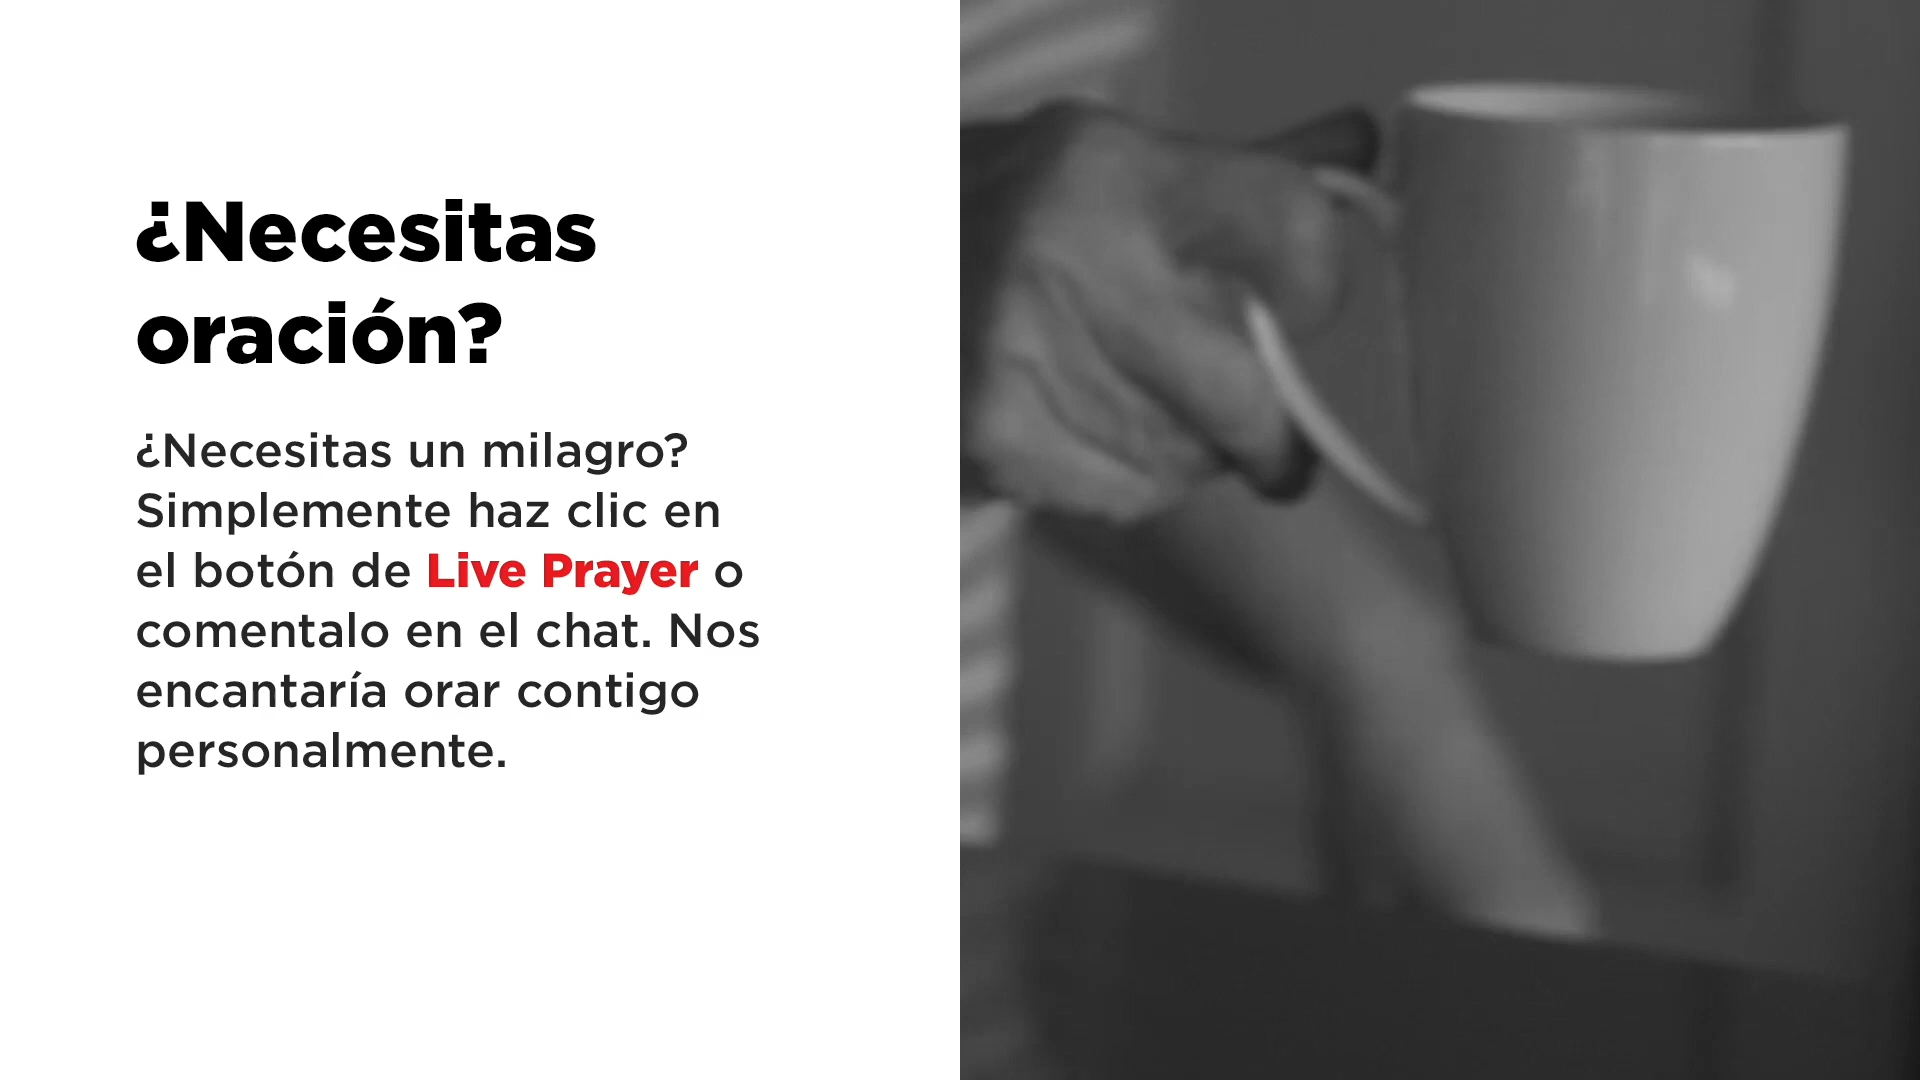 ¿Necesitas
oración?
¿Necesitas un milagro?
Simplemente haz clic en
el botón de Live Prayer o
comentalo en el chat. Nos
encantaría orar contigo
personalmente.